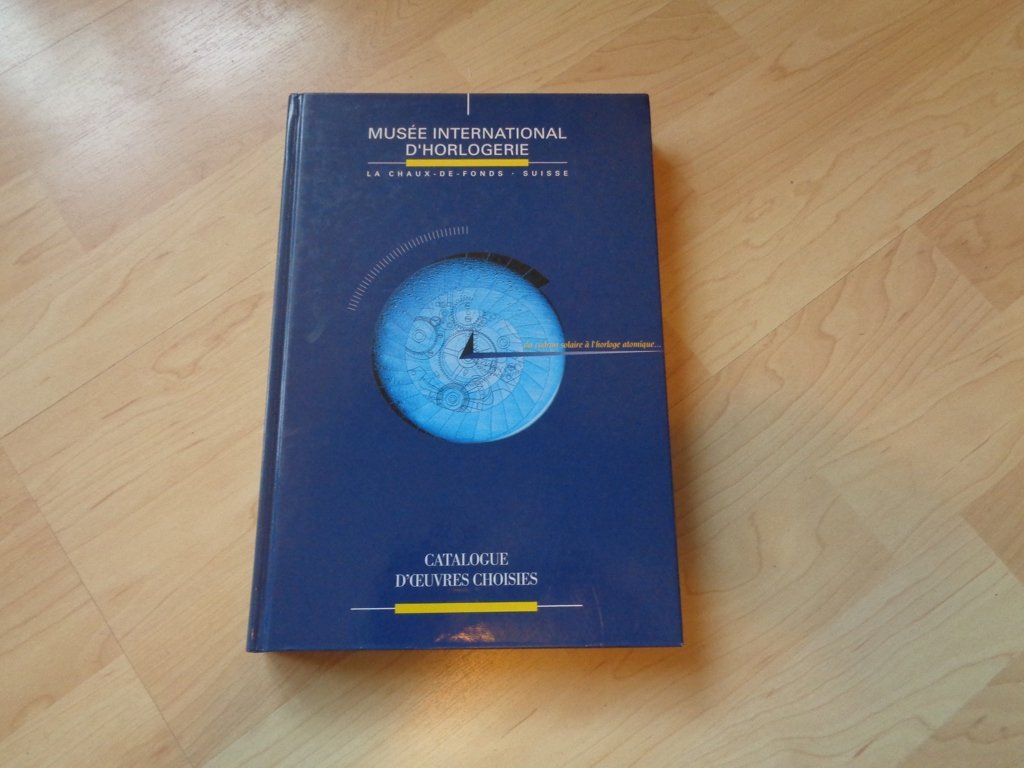 MUSÉE INTERNATIONAL
D'HORLOGERIE
LA CHAUX-DE-FONDS · SUISSE
du cadran solaire à l'horloge atomique...
CATALOGUE
D'ŒUVRES CHOISIES